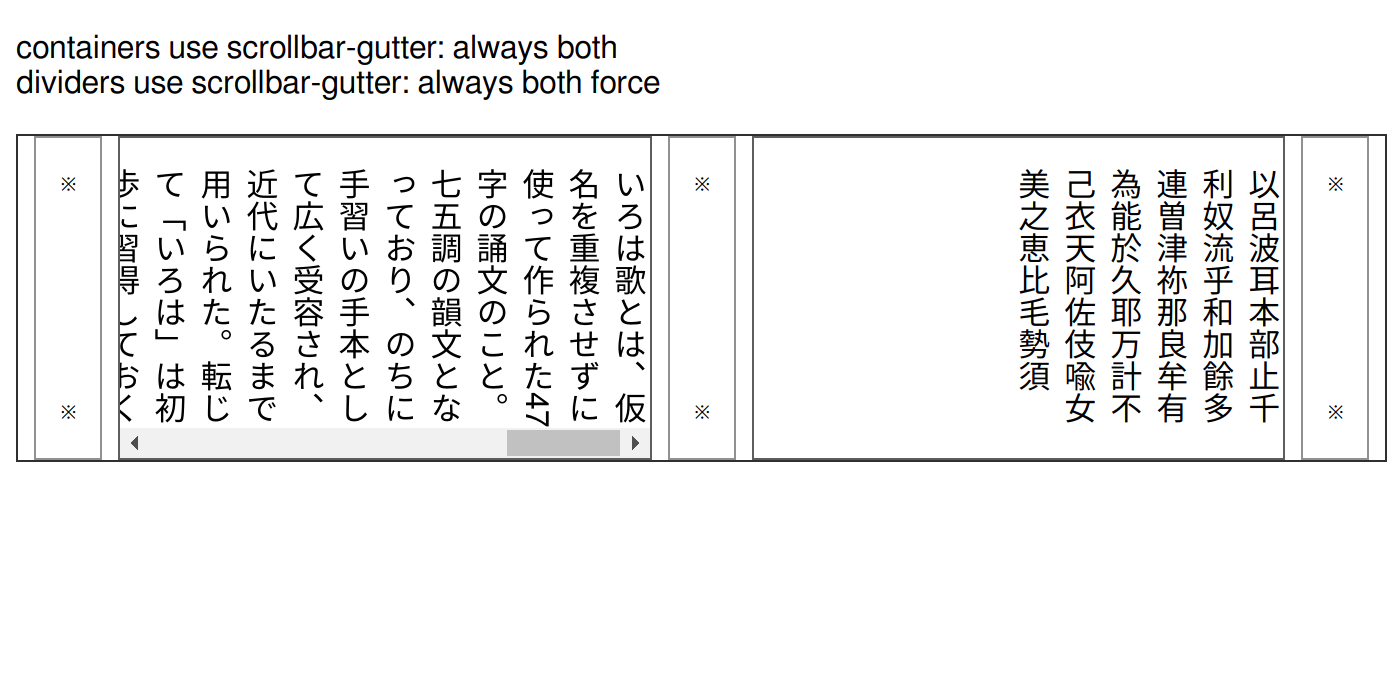 containers use scrollbar-gutter: always both
dividers use scrollbar-gutter: always both force
※
※
いろは歌とは、仮
名を重複させずに
使って作られた47
字の誦文のこと。
七五調の韻文とな
っており、のちに
手習いの手本とし
て広く受容され、
近代にいたるまで
用いられた。転じ
て「いろは」は初
歩に習得しておく
※
※
以呂波耳本部止千
利奴流乎和加餘多
連曽津祢那良牟有
為能於久耶万計不
己衣天阿佐伎喩女
美之恵比毛勢須
※
※